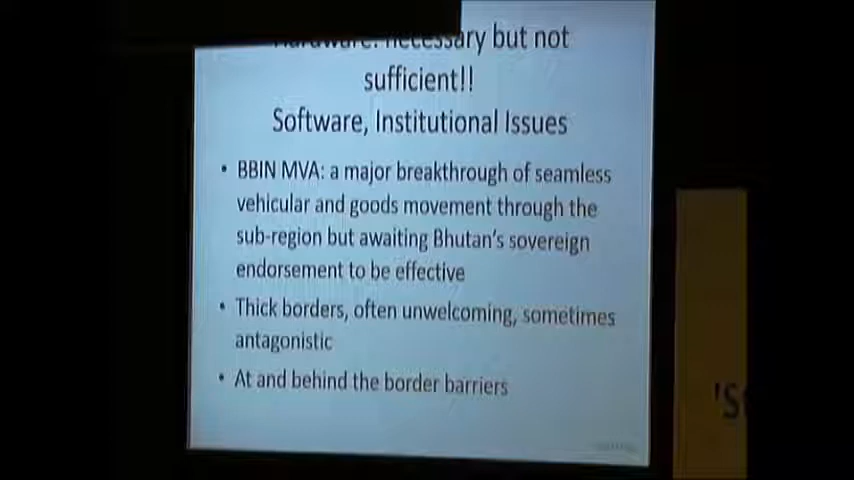 Hardware: necessary but not
sufficient!!
Software, Institutional Issues
• BBIN MVA: a major breakthrough of seamless
vehicular and goods movement through the
sub-region but awaiting Bhutan's sovereign
endorsement to be effective
• Thick borders, often unwelcoming, sometimes
antagonistic
• At and behind the border barriers